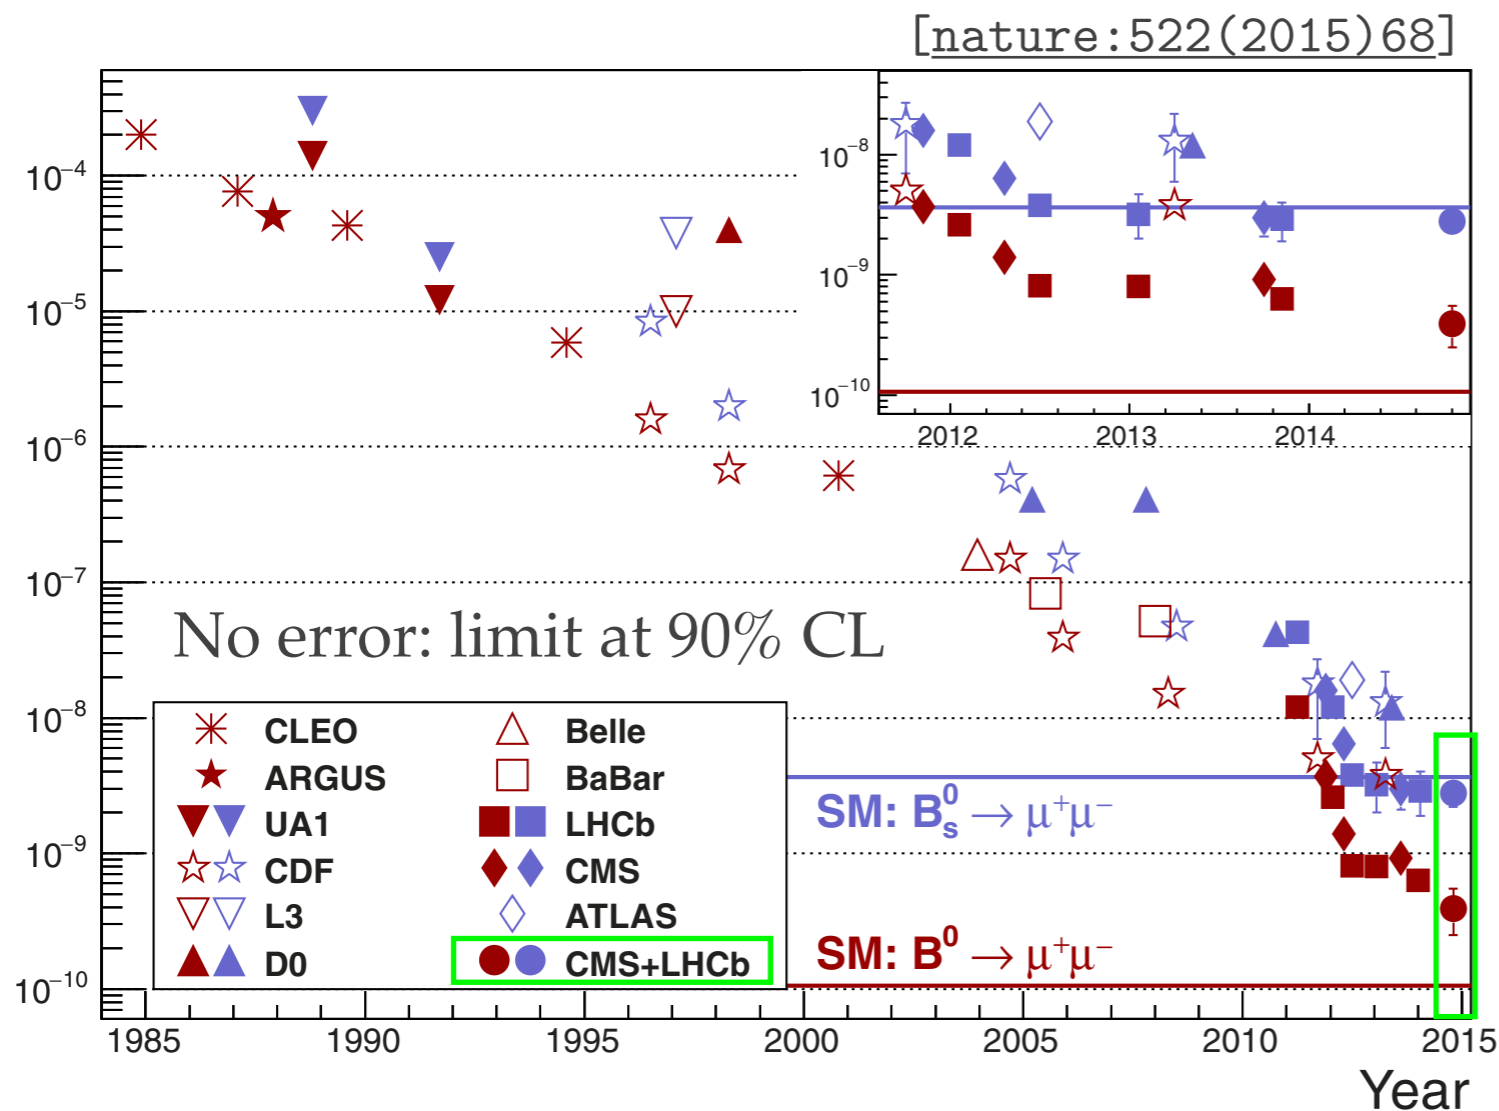 [nature:522(2015)68]
10⁻⁴
10⁻⁵
10⁻⁶
10⁻⁷
10⁻⁸
10⁻⁹
10⁻¹⁰
10⁻⁸
10⁻⁹
10⁻¹⁰
2012 2013 2014
No error: limit at 90% CL
CLEO
ARGUS
UA1
CDF
L3
D0
Belle
BaBar
LHCb
CMS
ATLAS
CMS+LHCb
SM: B⁰ₛ → μ⁺μ⁻
SM: B⁰ → μ⁺μ⁻
1985 1990 1995 2000 2005 2010 2015
Year